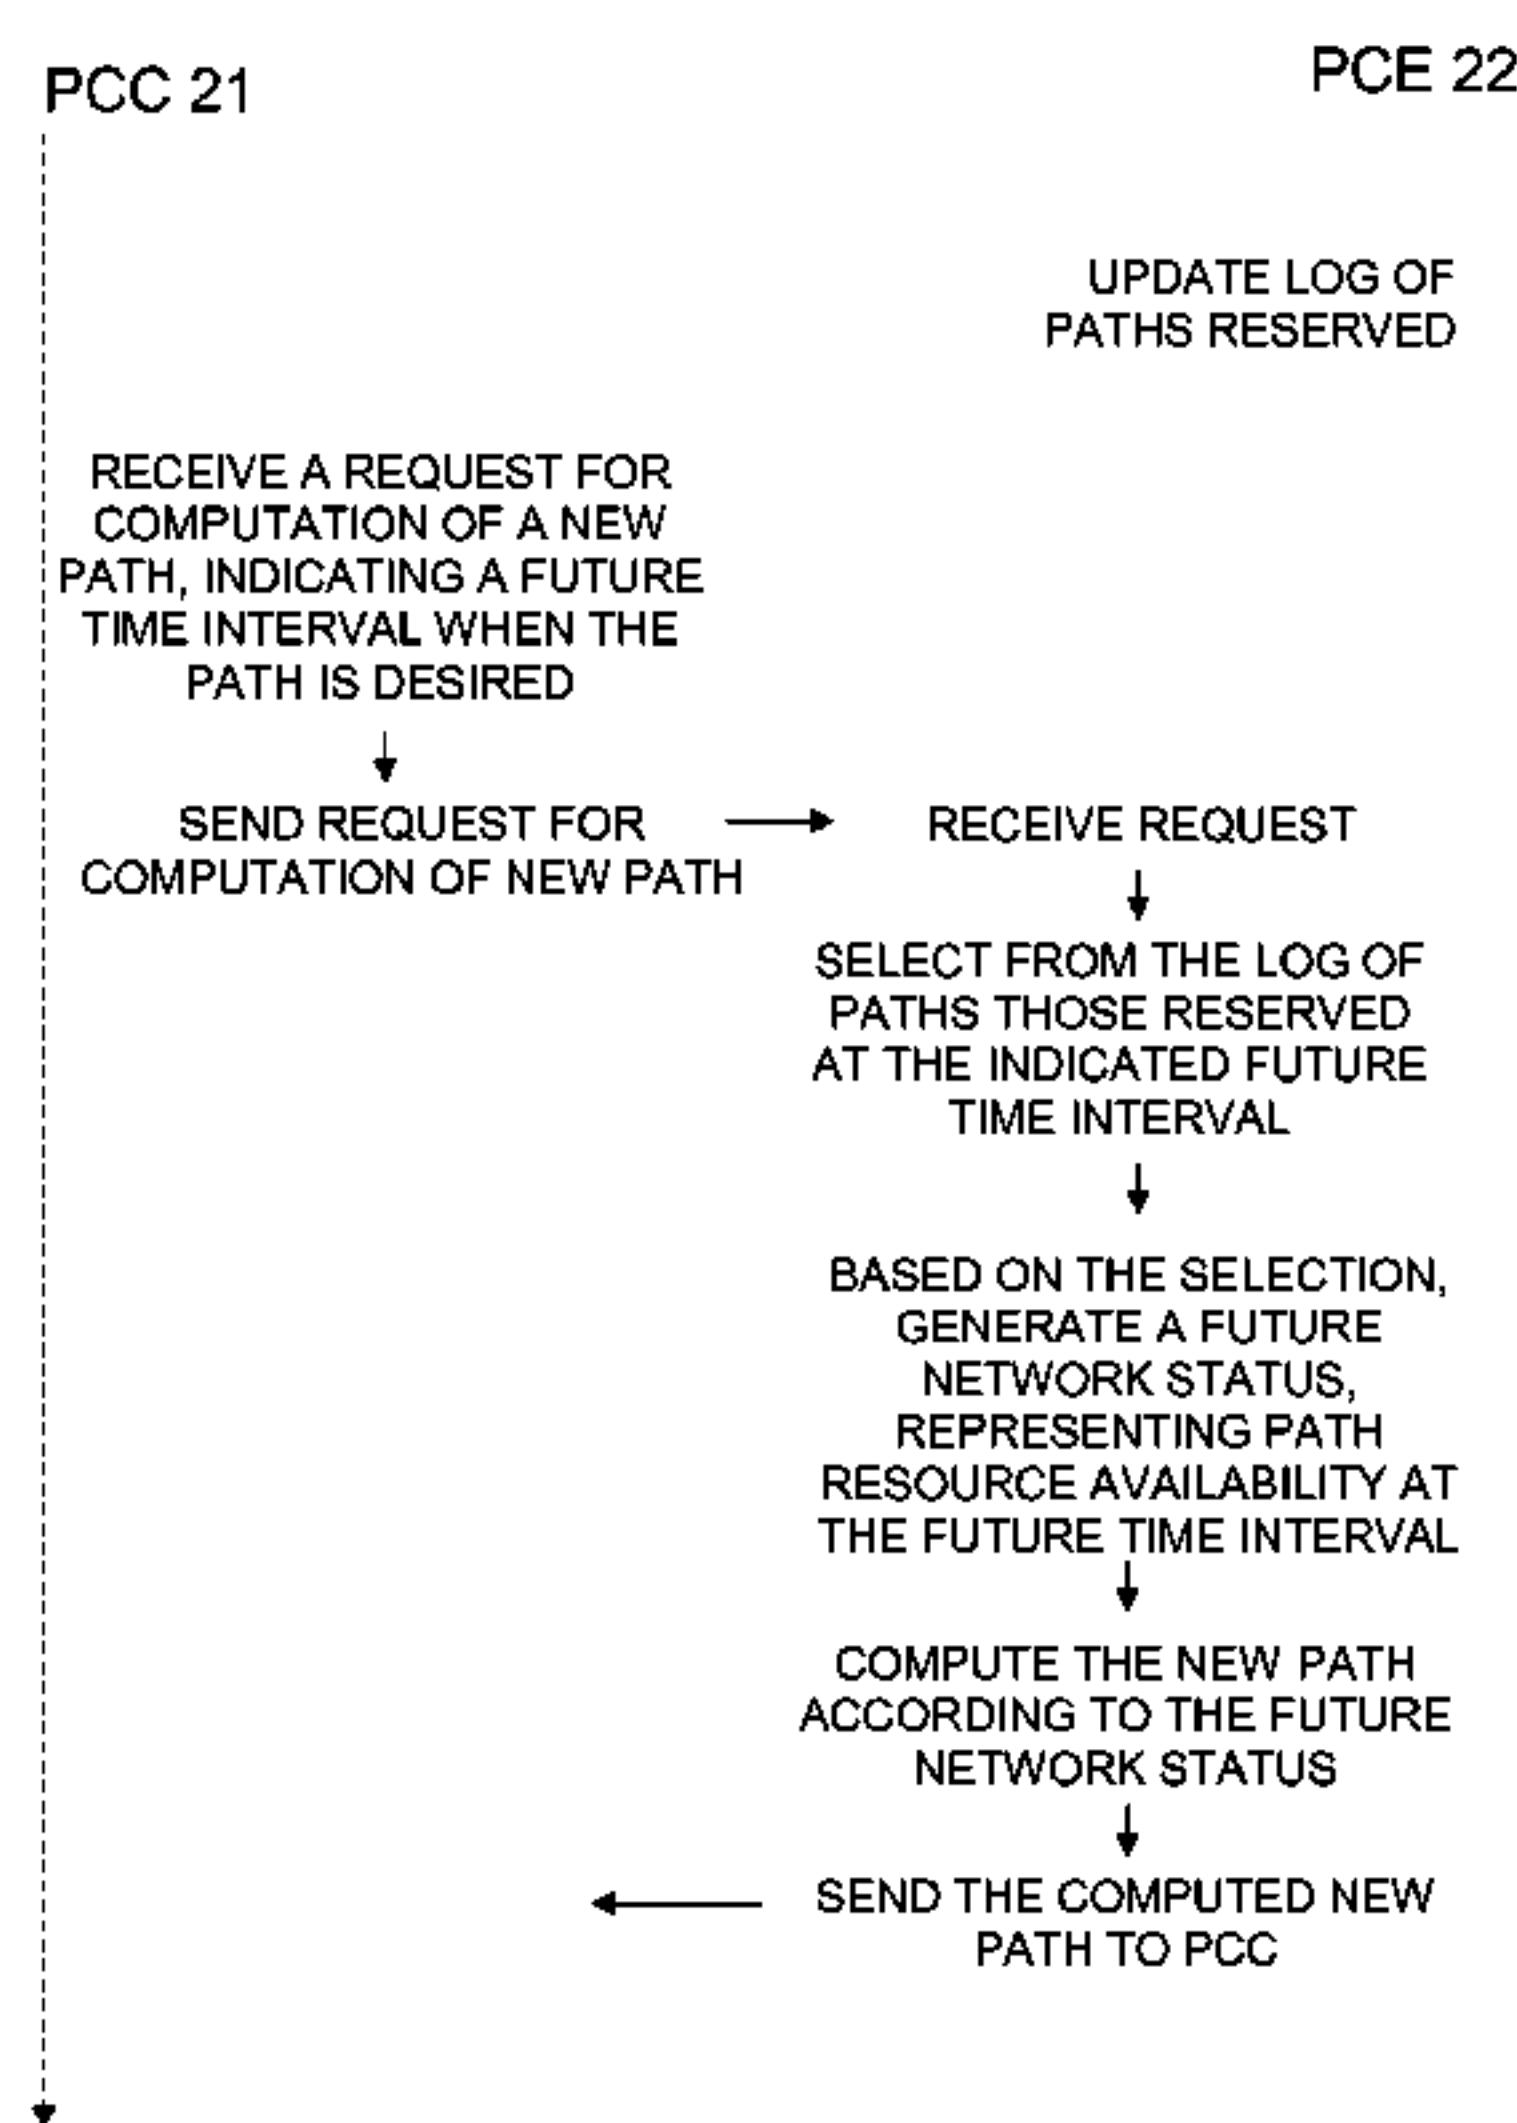 PCC 21
PCE 22
UPDATE LOG OF
PATHS RESERVED
RECEIVE A REQUEST FOR
COMPUTATION OF A NEW
PATH, INDICATING A FUTURE
TIME INTERVAL WHEN THE
PATH IS DESIRED
SEND REQUEST FOR
COMPUTATION OF NEW PATH
RECEIVE REQUEST
SELECT FROM THE LOG OF
PATHS THOSE RESERVED
AT THE INDICATED FUTURE
TIME INTERVAL
BASED ON THE SELECTION,
GENERATE A FUTURE
NETWORK STATUS,
REPRESENTING PATH
RESOURCE AVAILABILITY AT
THE FUTURE TIME INTERVAL
COMPUTE THE NEW PATH
ACCORDING TO THE FUTURE
NETWORK STATUS
SEND THE COMPUTED NEW
PATH TO PCC